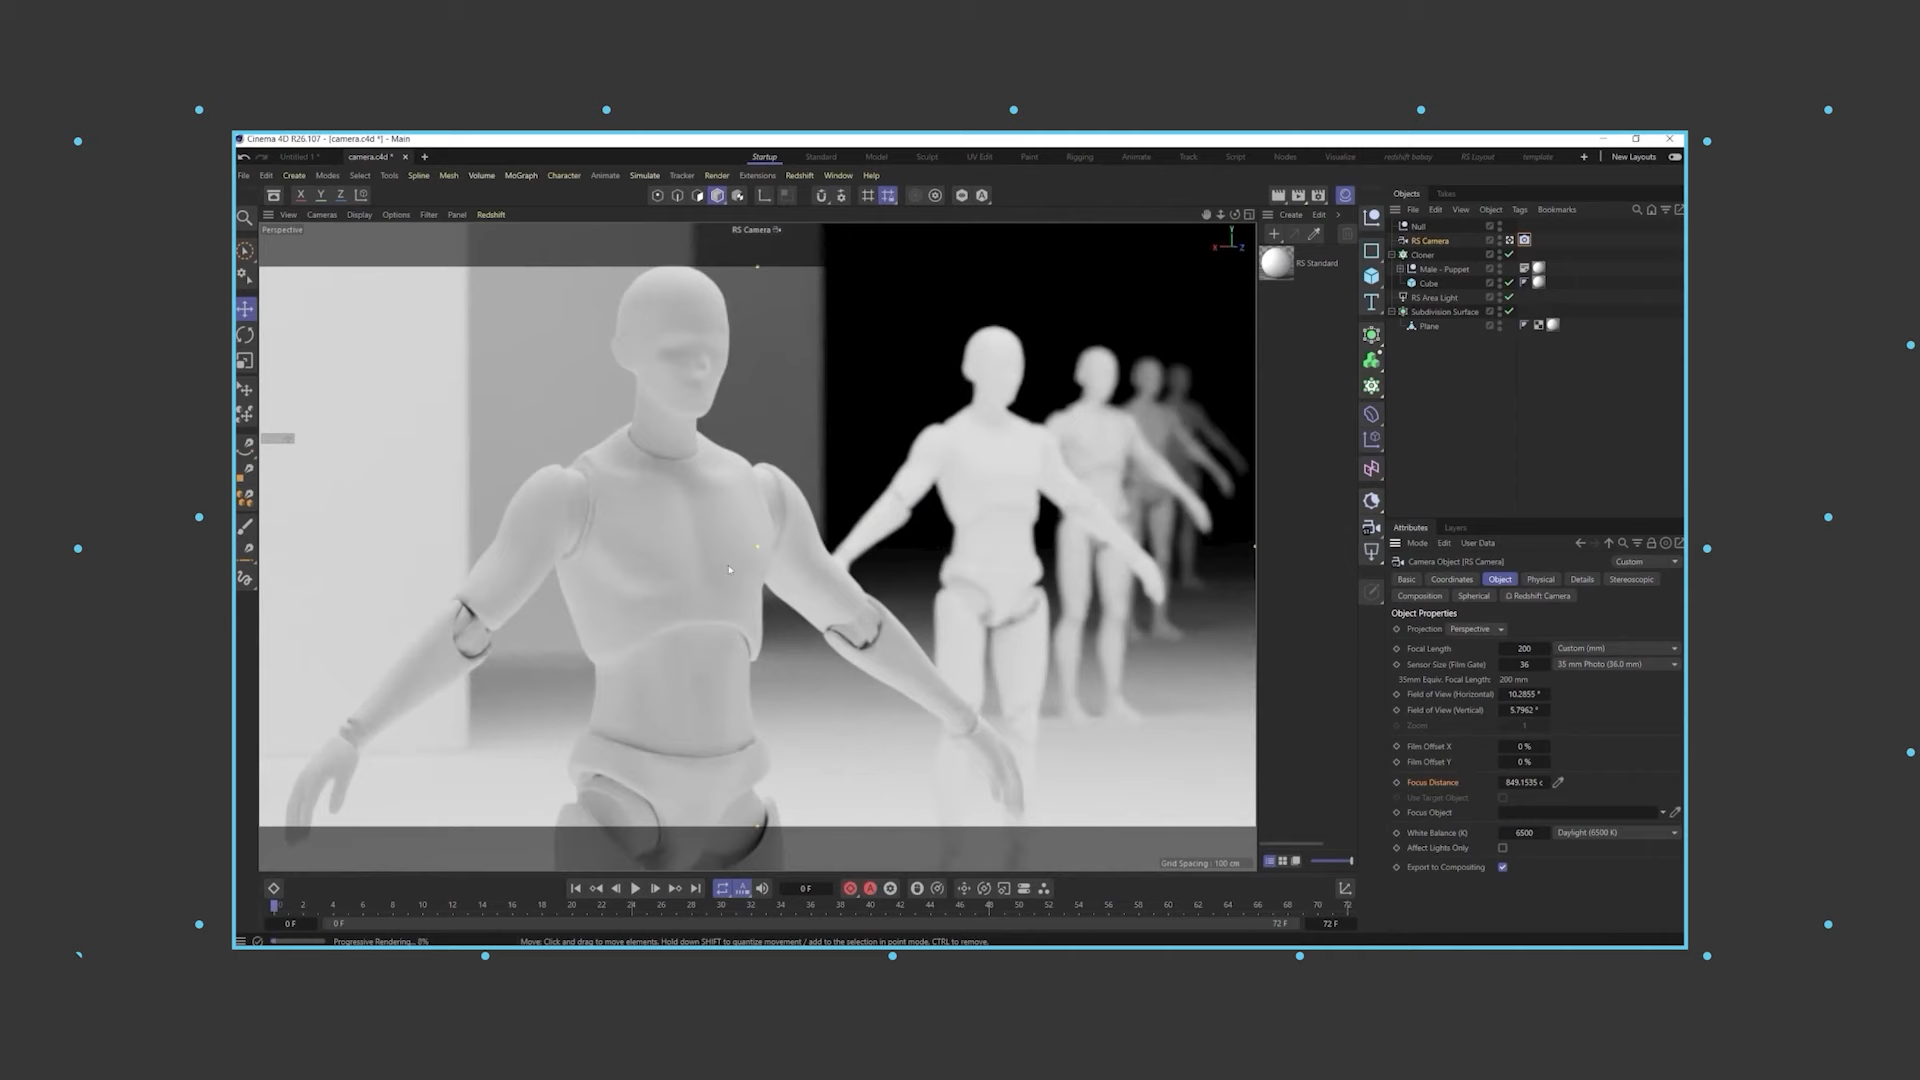 Cinema 4D R26.107 - [camera.c4d *] - Main
Untitled 1 * camera.c4d * × + Startup Standard Model Sculpt UV Edit Paint Rigging Animate Track Script Nodes Visualize redshift babay RS Layout template + New Layouts
File Edit Create Modes Select Tools Spline Mesh Volume MoGraph Character Animate Simulate Tracker Render Extensions Redshift Window Help
X Y Z
View Cameras Display Options Filter Panel Redshift
Perspective
RS Camera
Y
X Z
Create Edit
RS Standard
Objects Takes
File Edit View Object Tags Bookmarks
Null
RS Camera
Cloner
Male - Puppet
Cube
RS Area Light
Subdivision Surface
Plane
Attributes Layers
Mode Edit User Data
Camera Object [RS Camera] Custom
Basic Coordinates Object Physical Details Stereoscopic
Composition Spherical Redshift Camera
Object Properties
Projection Perspective
Focal Length 200 Custom (mm)
Sensor Size (Film Gate) 36 35 mm Photo (36.0 mm)
35mm Equiv. Focal Length: 200 mm
Field of View (Horizontal) 10.2855 °
Field of View (Vertical) 5.7962 °
Zoom 1
Film Offset X 0 %
Film Offset Y 0 %
Focus Distance 849.1535 c
Use Target Object
Focus Object
White Balance (K) 6500 Daylight (6500 K)
Affect Lights Only
Export to Compositing
Grid Spacing : 100 cm
0 F
0 2 4 6 8 10 12 14 16 18 20 22 24 26 28 30 32 34 36 38 40 42 44 46 48 50 52 54 56 58 60 62 64 66 68 70 72
0 F 0 F 72 F 72 F
Progressive Rendering... 8% Move: Click and drag to move elements. Hold down SHIFT to quantize movement / add to the selection in point mode, CTRL to remove.